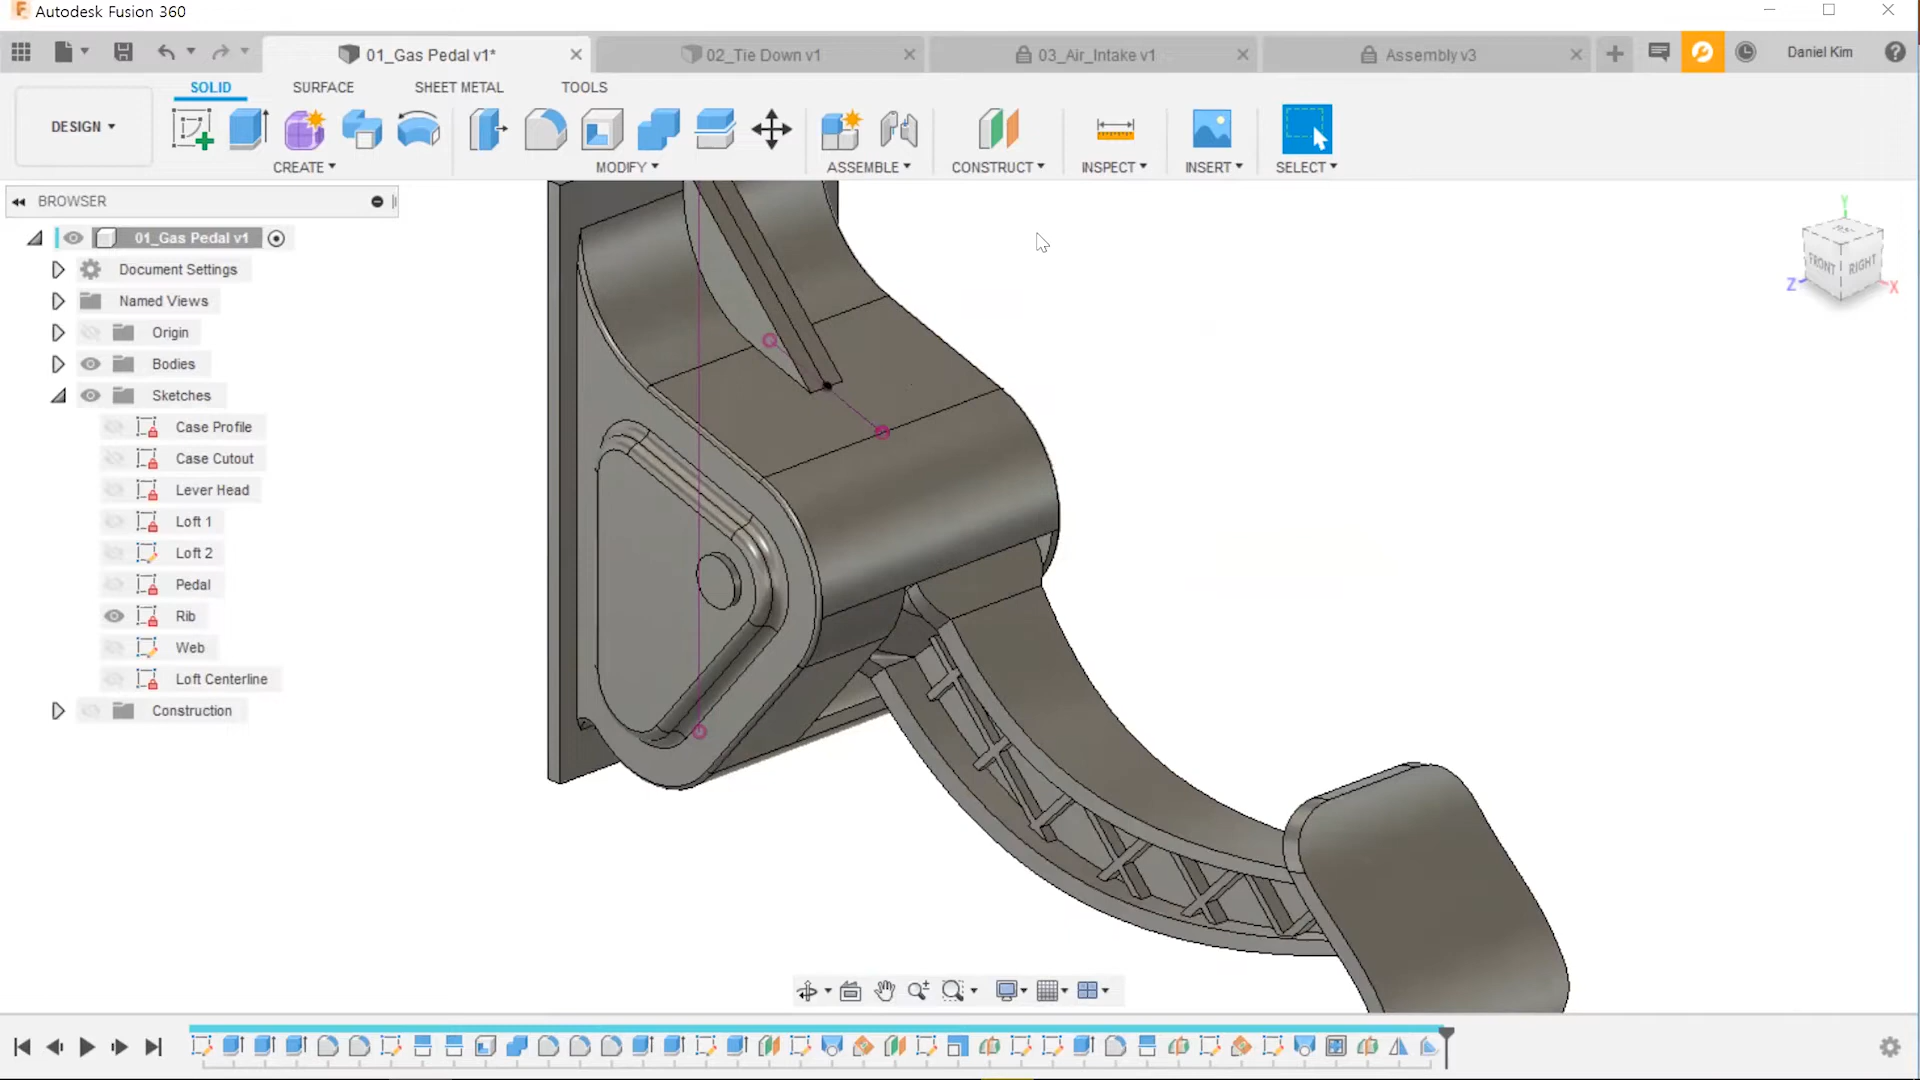 Autodesk Fusion 360
01_Gas Pedal v1*
02_Tie Down v1
03_Air_Intake v1
Assembly v3
Daniel Kim
SOLID
SURFACE
SHEET METAL
TOOLS
DESIGN
CREATE
MODIFY
ASSEMBLE
CONSTRUCT
INSPECT
INSERT
SELECT
BROWSER
01_Gas Pedal v1
Document Settings
Named Views
Origin
Bodies
Sketches
Case Profile
Case Cutout
Lever Head
Loft 1
Loft 2
Pedal
Rib
Web
Loft Centerline
Construction
Y
FRONT
RIGHT
Z
X